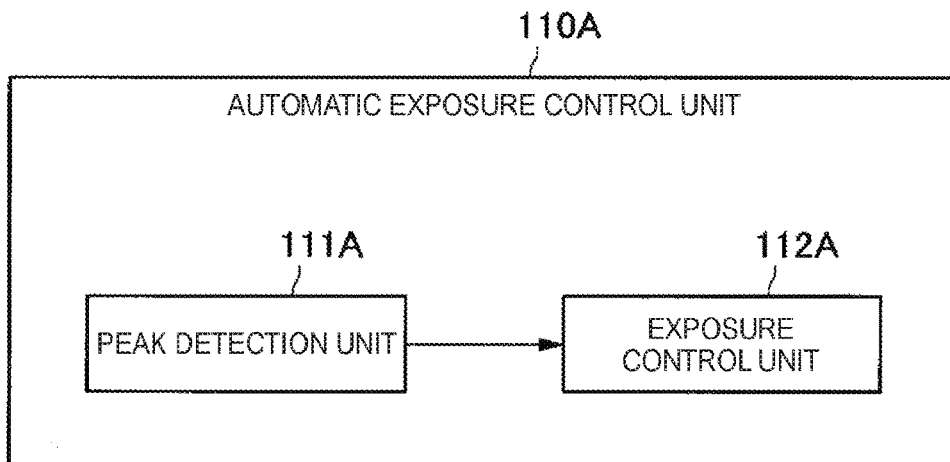 110A
AUTOMATIC EXPOSURE CONTROL UNIT
111A
112A
PEAK DETECTION UNIT
EXPOSURE
CONTROL UNIT